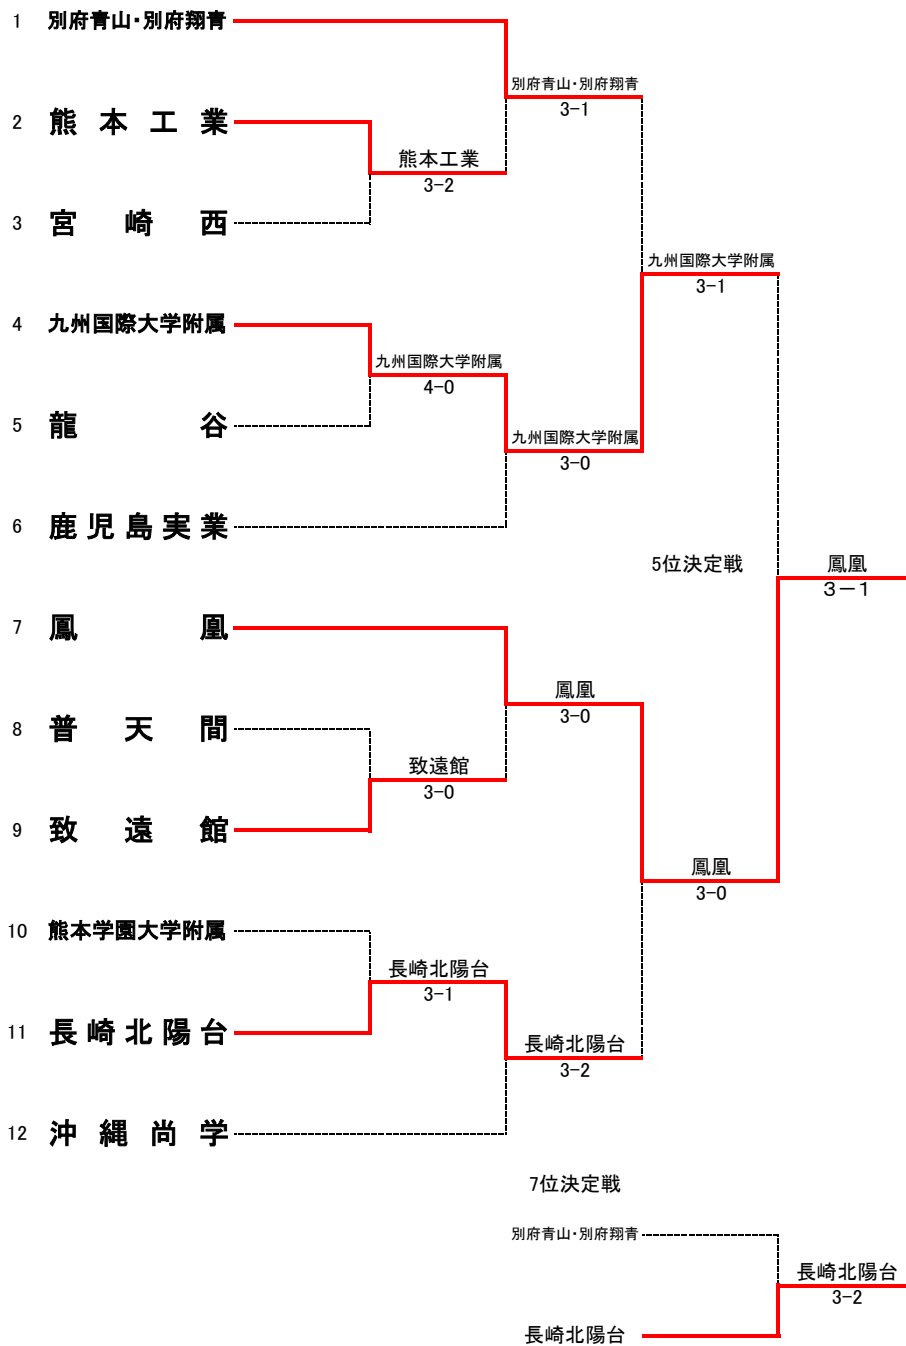 1 別府青山・別府翔青
別府青山・別府翔青
3-1
2 熊本工業
熊本工業
3-2
3 宮崎西
九州国際大学附属
3-1
4 九州国際大学附属
九州国際大学附属
4-0
5 龍谷
九州国際大学附属
3-0
6 鹿児島実業
5位決定戦
鳳凰
3－1
7 鳳凰
鳳凰
3-0
8 普天間
致遠館
3-0
9 致遠館
鳳凰
3-0
10 熊本学園大学附属
長崎北陽台
3-1
11 長崎北陽台
長崎北陽台
3-2
12 沖縄尚学
7位決定戦
別府青山・別府翔青
長崎北陽台
3-2
長崎北陽台